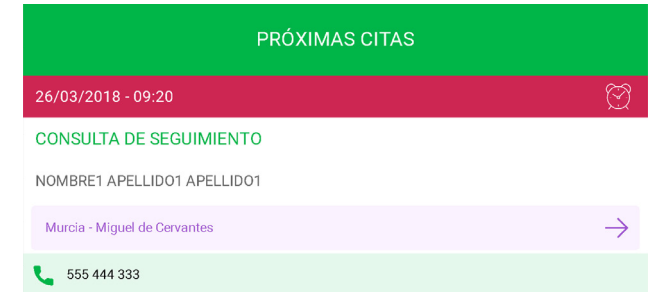 PRÓXIMAS CITAS
26/03/2018 - 09:20
CONSULTA DE SEGUIMIENTO
NOMBRE1 APELLIDO1 APELLIDO1
Murcia - Miguel de Cervantes
555 444 333